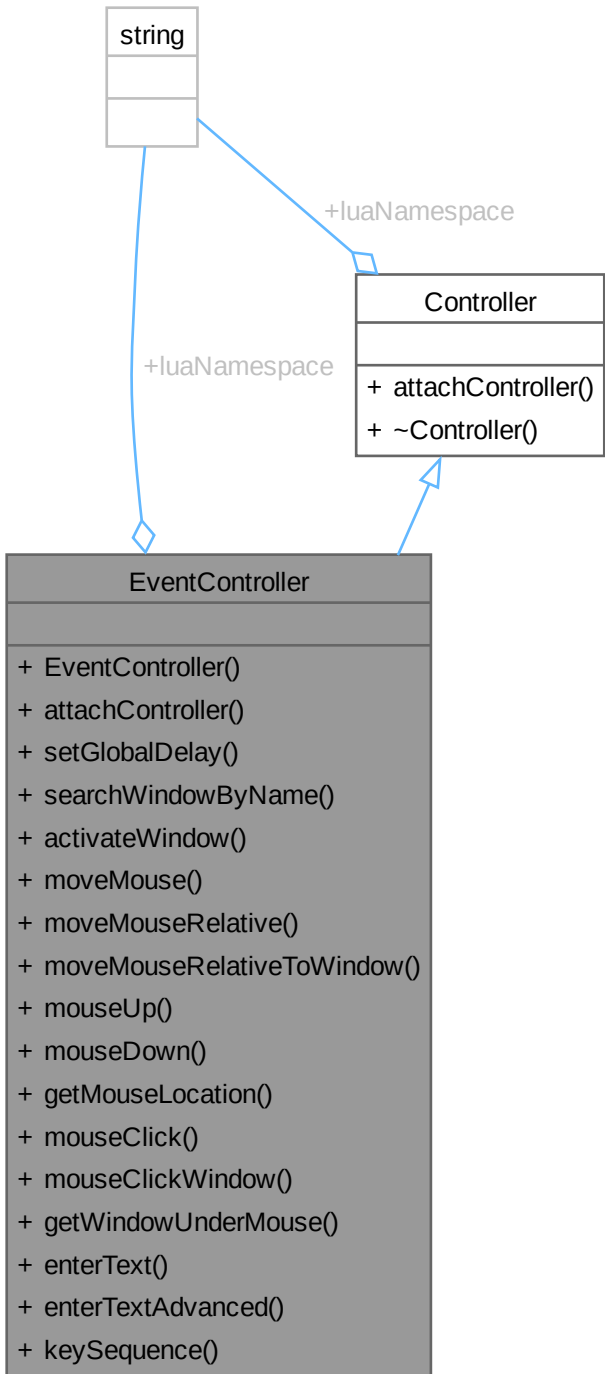 string
+luaNamespace
Controller
+luaNamespace
+ attachController()
+ ~Controller()
EventController
+ EventController()
+ attachController()
+ setGlobalDelay()
+ searchWindowByName()
+ activateWindow()
+ moveMouse()
+ moveMouseRelative()
+ moveMouseRelativeToWindow()
+ mouseUp()
+ mouseDown()
+ getMouseLocation()
+ mouseClick()
+ mouseClickWindow()
+ getWindowUnderMouse()
+ enterText()
+ enterTextAdvanced()
+ keySequence()